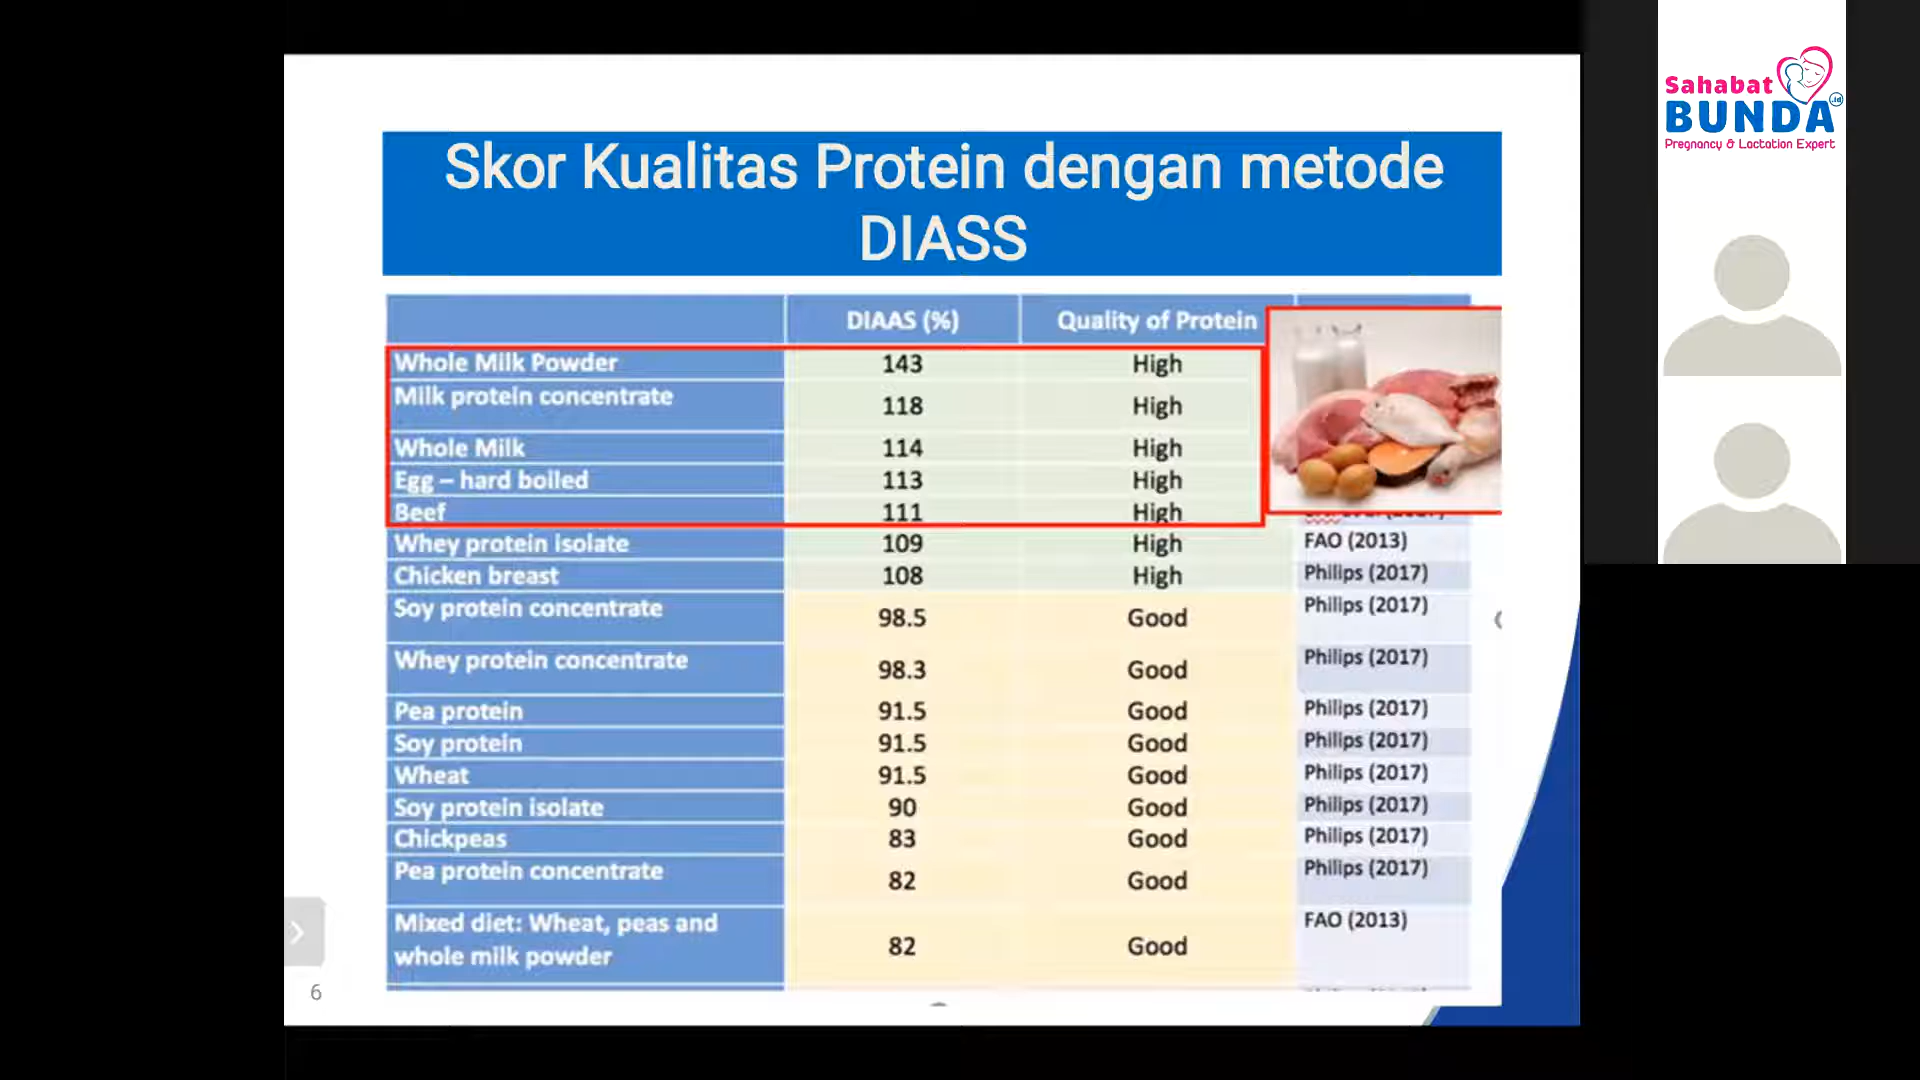 Skor Kualitas Protein dengan metode
DIASS
DIAAS (%) Quality of Protein
Whole Milk Powder 143 High
Milk protein concentrate 118 High
Whole Milk 114 High
Egg – hard boiled 113 High
Beef 111 High
Whey protein isolate 109 High FAO (2013)
Chicken breast 108 High Philips (2017)
Soy protein concentrate 98.5 Good Philips (2017)
Whey protein concentrate 98.3 Good Philips (2017)
Pea protein 91.5 Good Philips (2017)
Soy protein 91.5 Good Philips (2017)
Wheat 91.5 Good Philips (2017)
Soy protein isolate 90 Good Philips (2017)
Chickpeas 83 Good Philips (2017)
Pea protein concentrate 82 Good Philips (2017)
Mixed diet: Wheat, peas and
whole milk powder 82 Good FAO (2013)
6
Sahabat
BUNDA
.id
Pregnancy & Lactation Expert